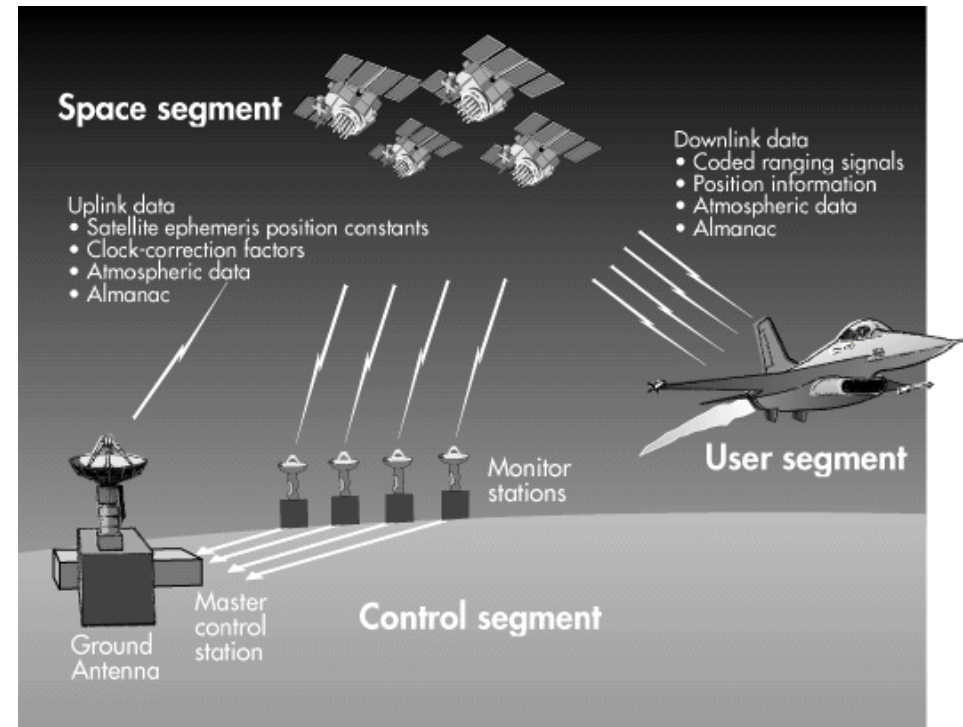 Space segment
Uplink data
• Satellite ephemeris position constants
• Clock-correction factors
• Atmospheric data
• Almanac
Downlink data
• Coded ranging signals
• Position information
• Atmospheric data
• Almanac
User segment
Monitor
stations
Ground
Antenna
Master
control
station
Control segment